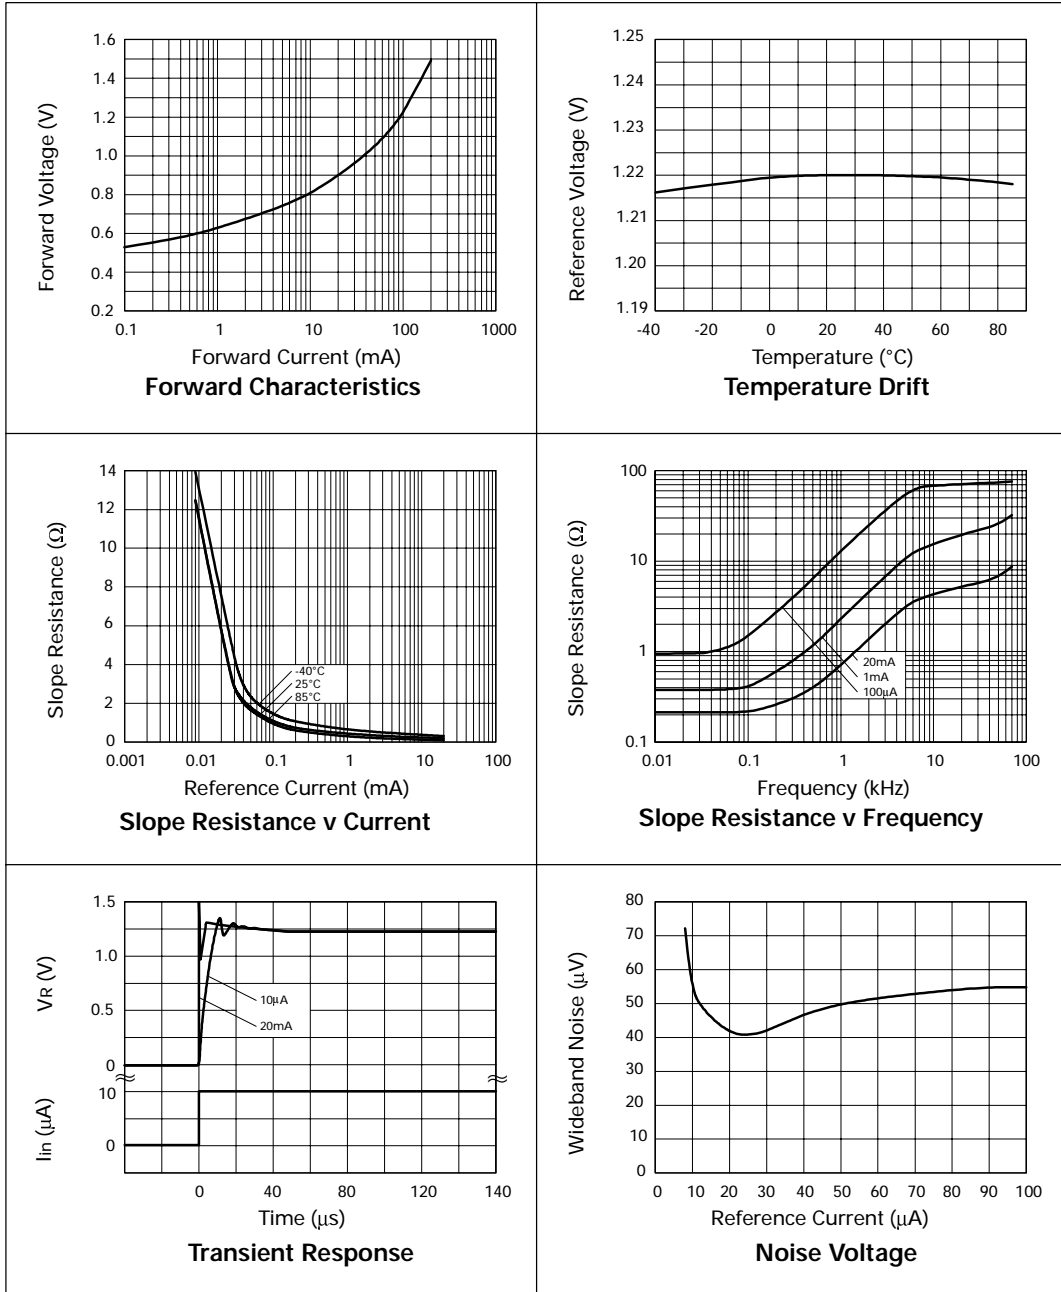 1.6
1.4
1.2
1.0
0.8
0.6
0.4
0.2
Forward Voltage (V)
0.1 1 10 100 1000
Forward Current (mA)
Forward Characteristics
1.25
1.24
1.23
1.22
1.21
1.20
1.19
Reference Voltage (V)
-40 -20 0 20 40 60 80
Temperature (°C)
Temperature Drift
14
12
10
8
6
4
2
0
Slope Resistance (Ω)
-40°C
25°C
85°C
0.001 0.01 0.1 1 10 100
Reference Current (mA)
Slope Resistance v Current
100
10
1
0.1
Slope Resistance (Ω)
20mA
1mA
100μA
0.01 0.1 1 10 100
Frequency (kHz)
Slope Resistance v Frequency
1.5
1.0
0.5
0
VR (V)
10μA
20mA
10
0
Iin (μA)
0 40 80 120 140
Time (μs)
Transient Response
80
70
60
50
40
30
20
10
0
Wideband Noise (μV)
0 10 20 30 40 50 60 70 80 90 100
Reference Current (μA)
Noise Voltage